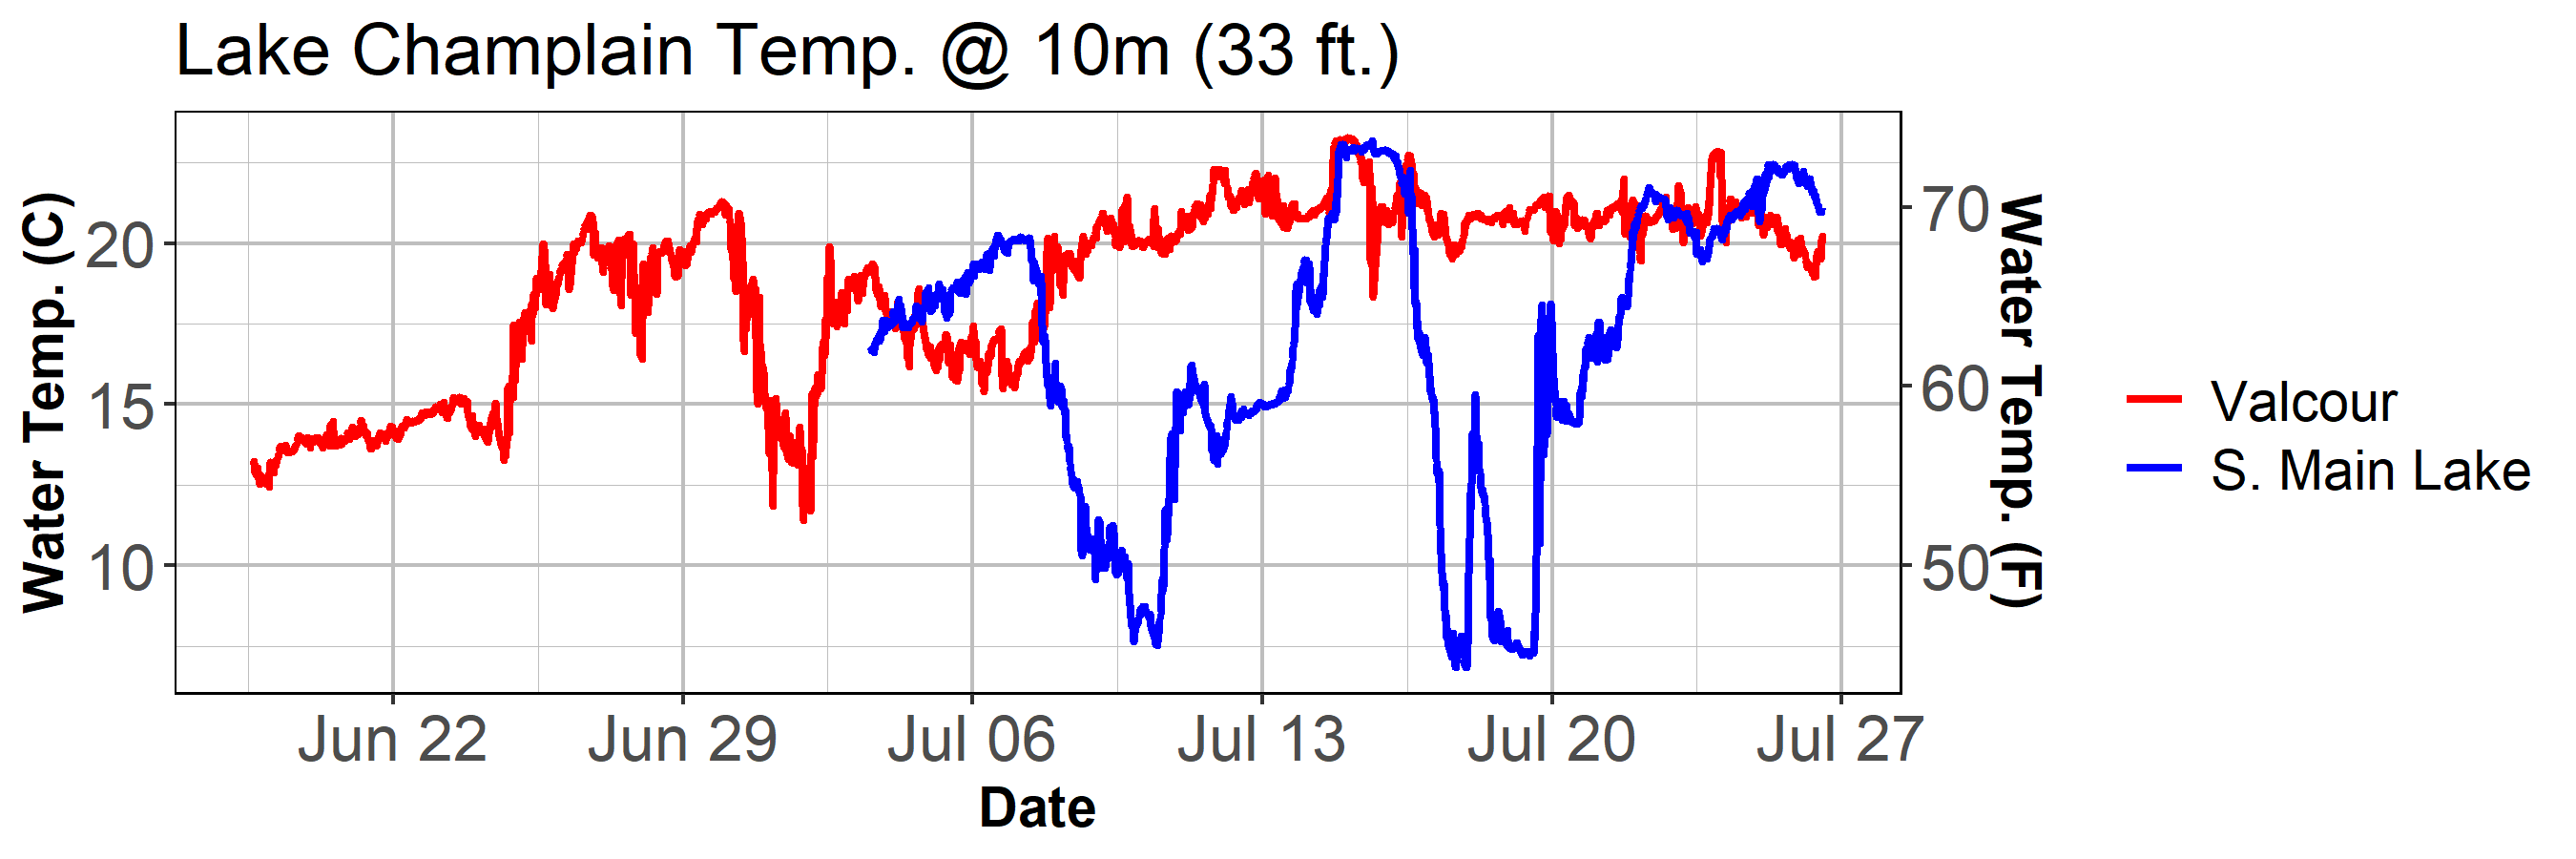 Lake Champlain Temp. @ 10m (33 ft.)
Water Temp. (C)
20
15
10
70
60
50
Water Temp. (F)
Jun 22
Jun 29
Jul 06
Jul 13
Jul 20
Jul 27
Date
Valcour
S. Main Lake